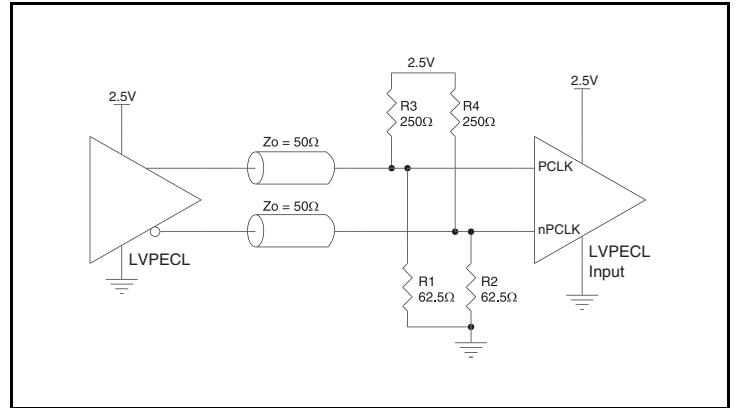 2.5V
2.5V
2.5V
R3
250Ω
R4
250Ω
Zo = 50Ω
PCLK
Zo = 50Ω
nPCLK
LVPECL
LVPECL
Input
R1
62.5Ω
R2
62.5Ω